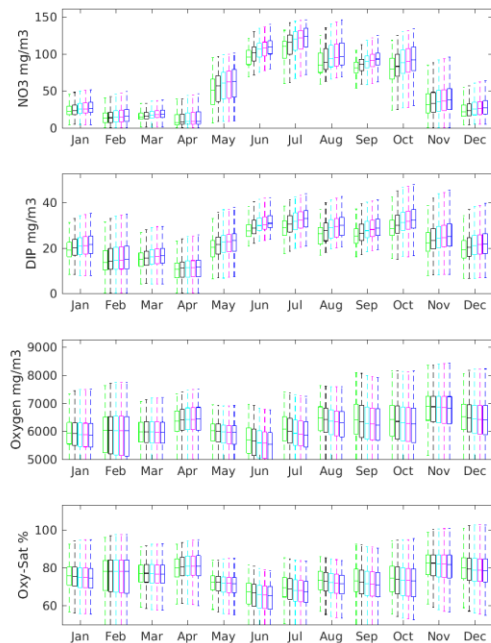 NO3 mg/m3
150
100
50
0
Jan Feb Mar Apr May Jun Jul Aug Sep Oct Nov Dec
DIP mg/m3
40
20
0
Jan Feb Mar Apr May Jun Jul Aug Sep Oct Nov Dec
Oxygen mg/m3
9000
8000
7000
6000
5000
Jan Feb Mar Apr May Jun Jul Aug Sep Oct Nov Dec
Oxy-Sat %
100
80
60
Jan Feb Mar Apr May Jun Jul Aug Sep Oct Nov Dec